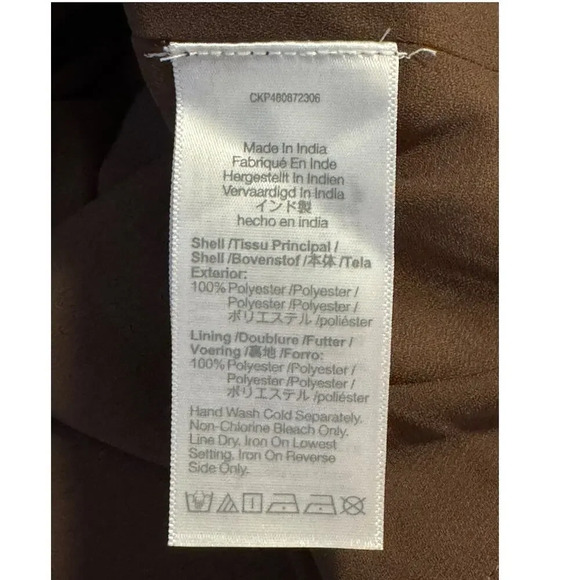 CKP480672306
Made In India
Fabriqué En Inde
Hergestellt In Indien
Vervaardigd In India
インド製
hecho en india
Shell /Tissu Principal /
Shell /Bovenstof /本体 /Tela
Exterior:
100% Polyester /Polyester /
Polyester /Polyester /
ポリエステル /poliéster
Lining /Doublure /Futter /
Voering /裏地 /Forro:
100% Polyester /Polyester /
Polyester /Polyester /
ポリエステル /poliéster
Hand Wash Cold Separately.
Non-Chlorine Bleach Only.
Line Dry. Iron On Lowest
Setting. Iron On Reverse
Side Only.